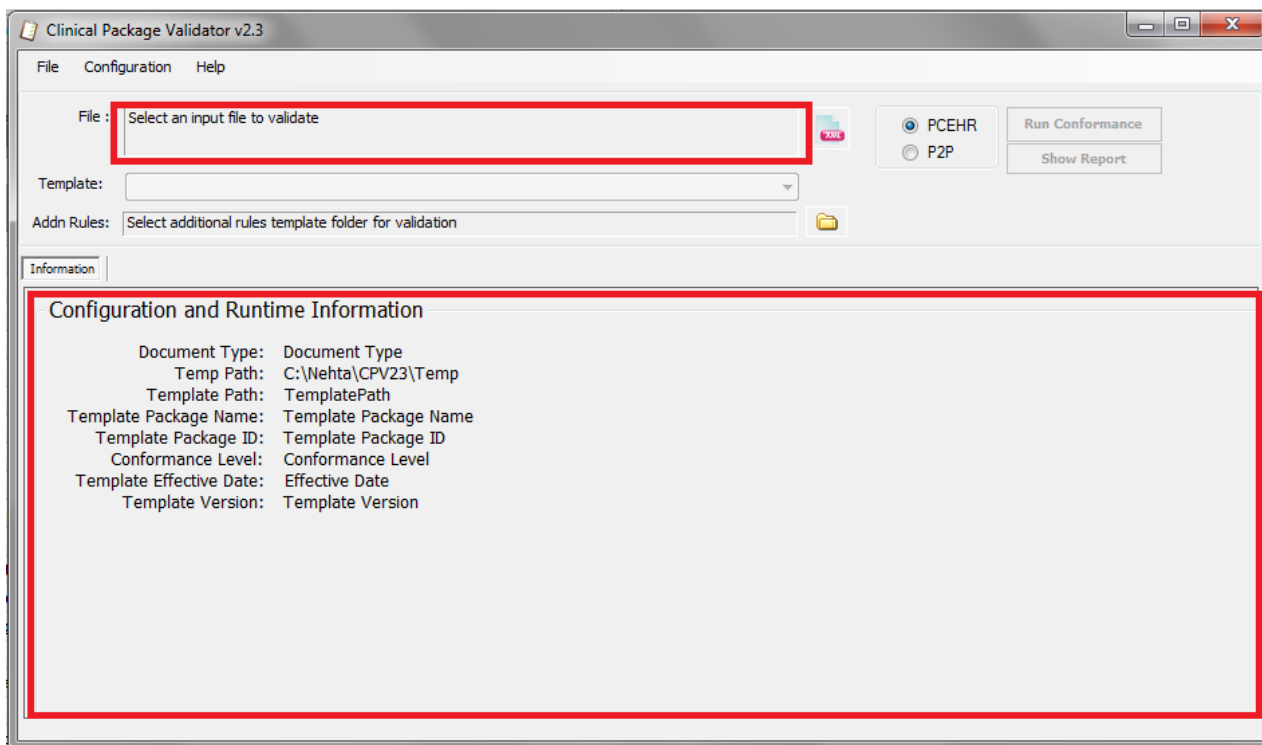 Clinical Package Validator v2.3
File Configuration Help
File : Select an input file to validate
XML
PCEHR
Run Conformance
P2P
Show Report
Template:
Addn Rules: Select additional rules template folder for validation
Information
Configuration and Runtime Information
Document Type: Document Type
Temp Path: C:\Nehta\CPV23\Temp
Template Path: TemplatePath
Template Package Name: Template Package Name
Template Package ID: Template Package ID
Conformance Level: Conformance Level
Template Effective Date: Effective Date
Template Version: Template Version